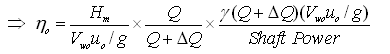 ⇒ η_o = H_m / (V_wo u_o / g) × Q / (Q + ΔQ) × γ(Q + ΔQ)(V_wo u_o / g) / Shaft Power